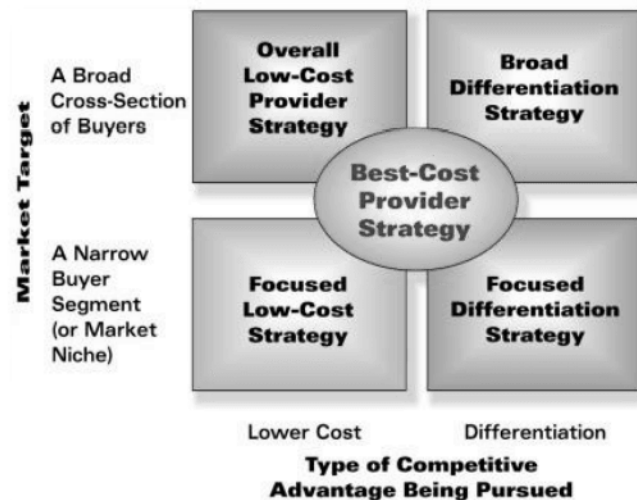 Market Target
A Broad
Cross-Section
of Buyers
Overall
Low-Cost
Provider
Strategy
Broad
Differentiation
Strategy
Best-Cost
Provider
Strategy
A Narrow
Buyer
Segment
(or Market
Niche)
Focused
Low-Cost
Strategy
Focused
Differentiation
Strategy
Lower Cost
Differentiation
Type of Competitive
Advantage Being Pursued